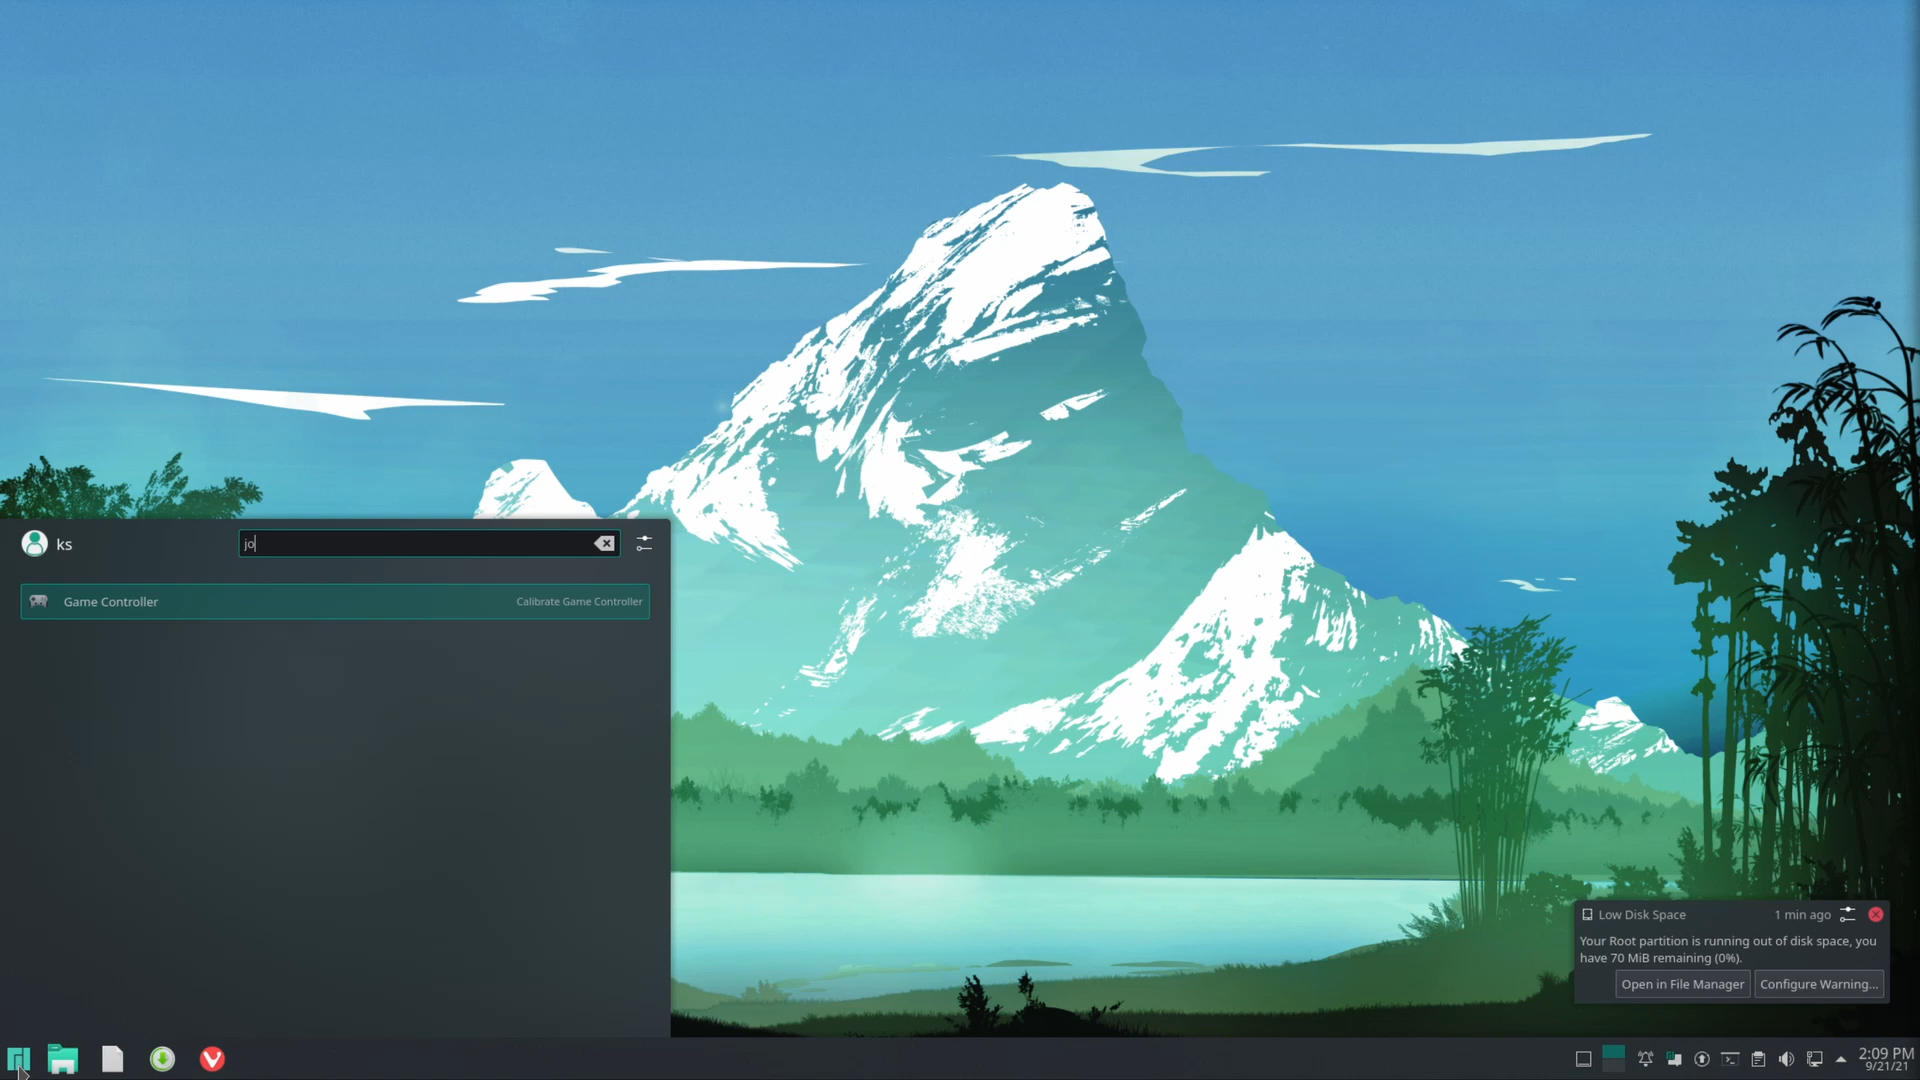 ks
jo
Game Controller
Calibrate Game Controller
Low Disk Space
1 min ago
Your Root partition is running out of disk space, you
have 70 MiB remaining (0%).
Open in File Manager
Configure Warning...
2:09 PM
9/21/21